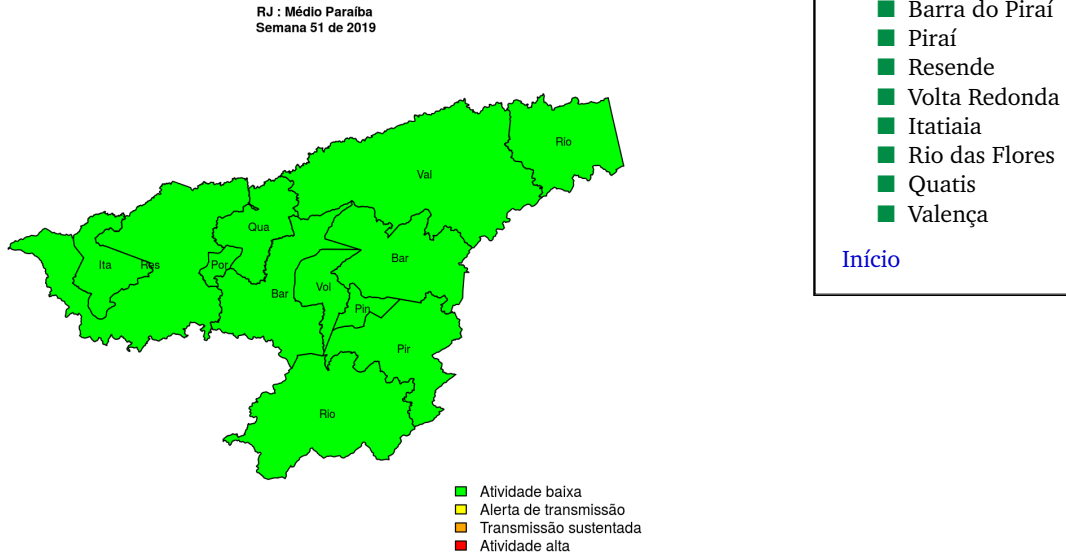 RJ : Médio Paraíba
Semana 51 de 2019
Rio
Val
Qua
Ita
Res
Por
Bar
Bar
Vol
Pin
Pir
Rio
Atividade baixa
Alerta de transmissão
Transmissão sustentada
Atividade alta
Barra do Piraí
Piraí
Resende
Volta Redonda
Itatiaia
Rio das Flores
Quatis
Valença
Início